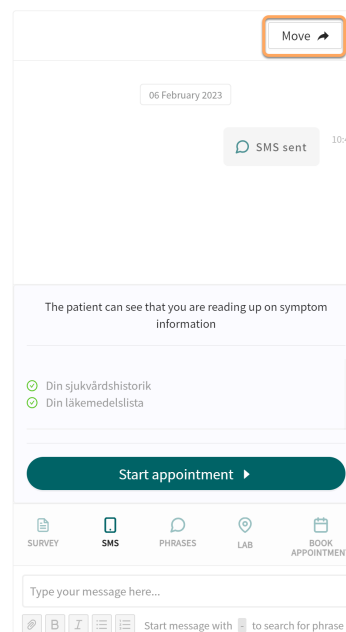 Move
06 February 2023
SMS sent
The patient can see that you are reading up on symptom
information
Din sjukvårdshistorik
Din läkemedelslista
Start appointment
SURVEY
SMS
PHRASES
LAB
BOOK
Type your message here...
B I
Start message with - to search for phrase